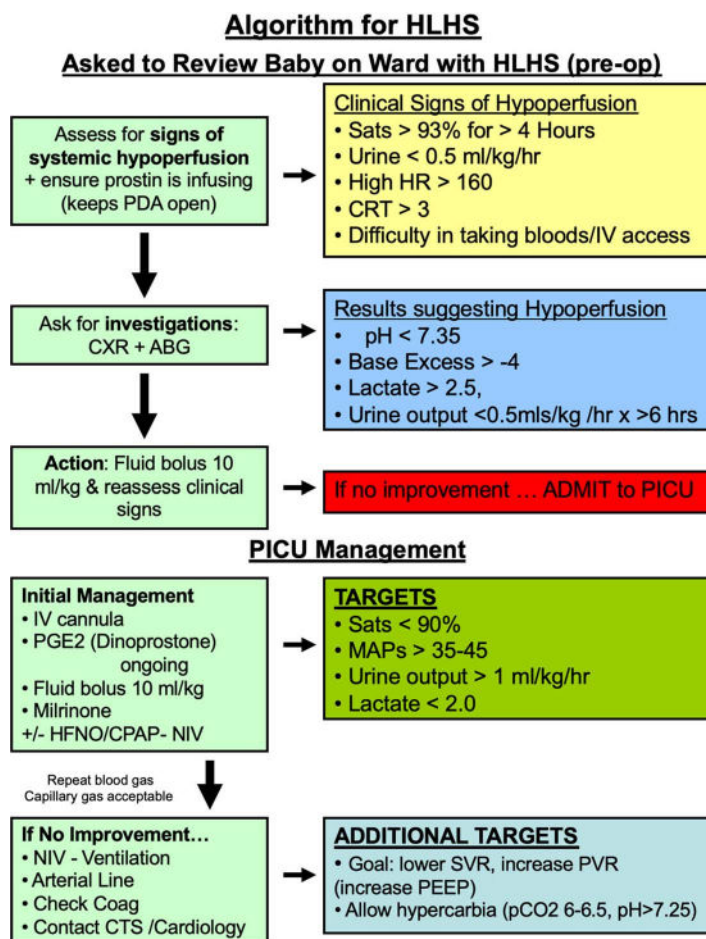 Algorithm for HLHS
Asked to Review Baby on Ward with HLHS (pre-op)
Assess for signs of
systemic hypoperfusion
+ ensure prostin is infusing
(keeps PDA open)
Clinical Signs of Hypoperfusion
• Sats > 93% for > 4 Hours
• Urine < 0.5 ml/kg/hr
• High HR > 160
• CRT > 3
• Difficulty in taking bloods/IV access
Ask for investigations:
CXR + ABG
Results suggesting Hypoperfusion
• pH < 7.35
• Base Excess > -4
• Lactate > 2.5,
• Urine output <0.5mls/kg /hr x >6 hrs
Action: Fluid bolus 10
ml/kg & reassess clinical
signs
If no improvement … ADMIT to PICU
PICU Management
Initial Management
• IV cannula
• PGE2 (Dinoprostone)
ongoing
• Fluid bolus 10 ml/kg
• Milrinone
+/- HFNO/CPAP- NIV
TARGETS
• Sats < 90%
• MAPs > 35-45
• Urine output > 1 ml/kg/hr
• Lactate < 2.0
Repeat blood gas
Capillary gas acceptable
If No Improvement…
• NIV - Ventilation
• Arterial Line
• Check Coag
• Contact CTS /Cardiology
ADDITIONAL TARGETS
• Goal: lower SVR, increase PVR
(increase PEEP)
• Allow hypercarbia (pCO2 6-6.5, pH>7.25)